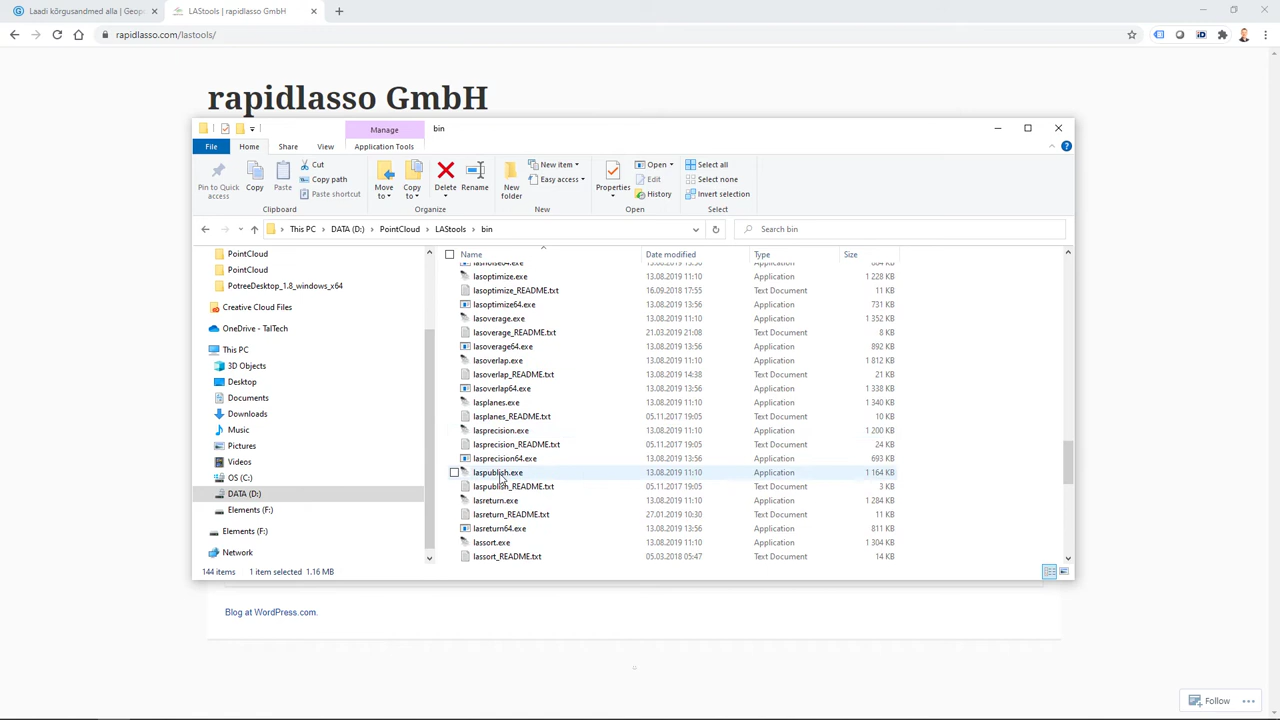 Laadi kõrgusandmed alla | Geop
LAStools | rapidlasso GmbH
rapidlasso.com/lastools/
rapidlasso GmbH
Manage
bin
File
Home
Share
View
Application Tools
Pin to Quick access
Copy
Paste
Cut
Copy path
Paste shortcut
Clipboard
Move to
Copy to
Delete
Rename
Organize
New folder
New item
Easy access
New
Properties
Open
Edit
History
Open
Select all
Select none
Invert selection
Select
This PC
DATA (D:)
PointCloud
LAStools
bin
Search bin
PointCloud
PointCloud
PotreeDesktop_1.8_windows_x64
Creative Cloud Files
OneDrive - TalTech
This PC
3D Objects
Desktop
Documents
Downloads
Music
Pictures
Videos
OS (C:)
DATA (D:)
Elements (F:)
Elements (F:)
Network
Name Date modified Type Size
lasnoise64.exe 13.08.2019 13:56 Application 884 KB
lasoptimize.exe 13.08.2019 11:10 Application 1 228 KB
lasoptimize_README.txt 16.09.2018 17:55 Text Document 11 KB
lasoptimize64.exe 13.08.2019 13:56 Application 731 KB
lasoverage.exe 13.08.2019 11:10 Application 1 352 KB
lasoverage_README.txt 21.03.2019 21:08 Text Document 8 KB
lasoverage64.exe 13.08.2019 13:56 Application 892 KB
lasoverlap.exe 13.08.2019 11:10 Application 1 812 KB
lasoverlap_README.txt 13.08.2019 14:38 Text Document 21 KB
lasoverlap64.exe 13.08.2019 13:56 Application 1 338 KB
lasplanes.exe 13.08.2019 11:10 Application 1 340 KB
lasplanes_README.txt 05.11.2017 19:05 Text Document 10 KB
lasprecision.exe 13.08.2019 11:10 Application 1 200 KB
lasprecision_README.txt 05.11.2017 19:05 Text Document 24 KB
lasprecision64.exe 13.08.2019 13:56 Application 693 KB
laspublish.exe 13.08.2019 11:10 Application 1 164 KB
laspublish_README.txt 05.11.2017 19:05 Text Document 3 KB
lasreturn.exe 13.08.2019 11:10 Application 1 284 KB
lasreturn_README.txt 27.01.2019 10:30 Text Document 11 KB
lasreturn64.exe 13.08.2019 13:56 Application 811 KB
lassort.exe 13.08.2019 11:10 Application 1 304 KB
lassort_README.txt 05.03.2018 05:47 Text Document 14 KB
144 items 1 item selected 1.16 MB
Blog at WordPress.com.
Follow